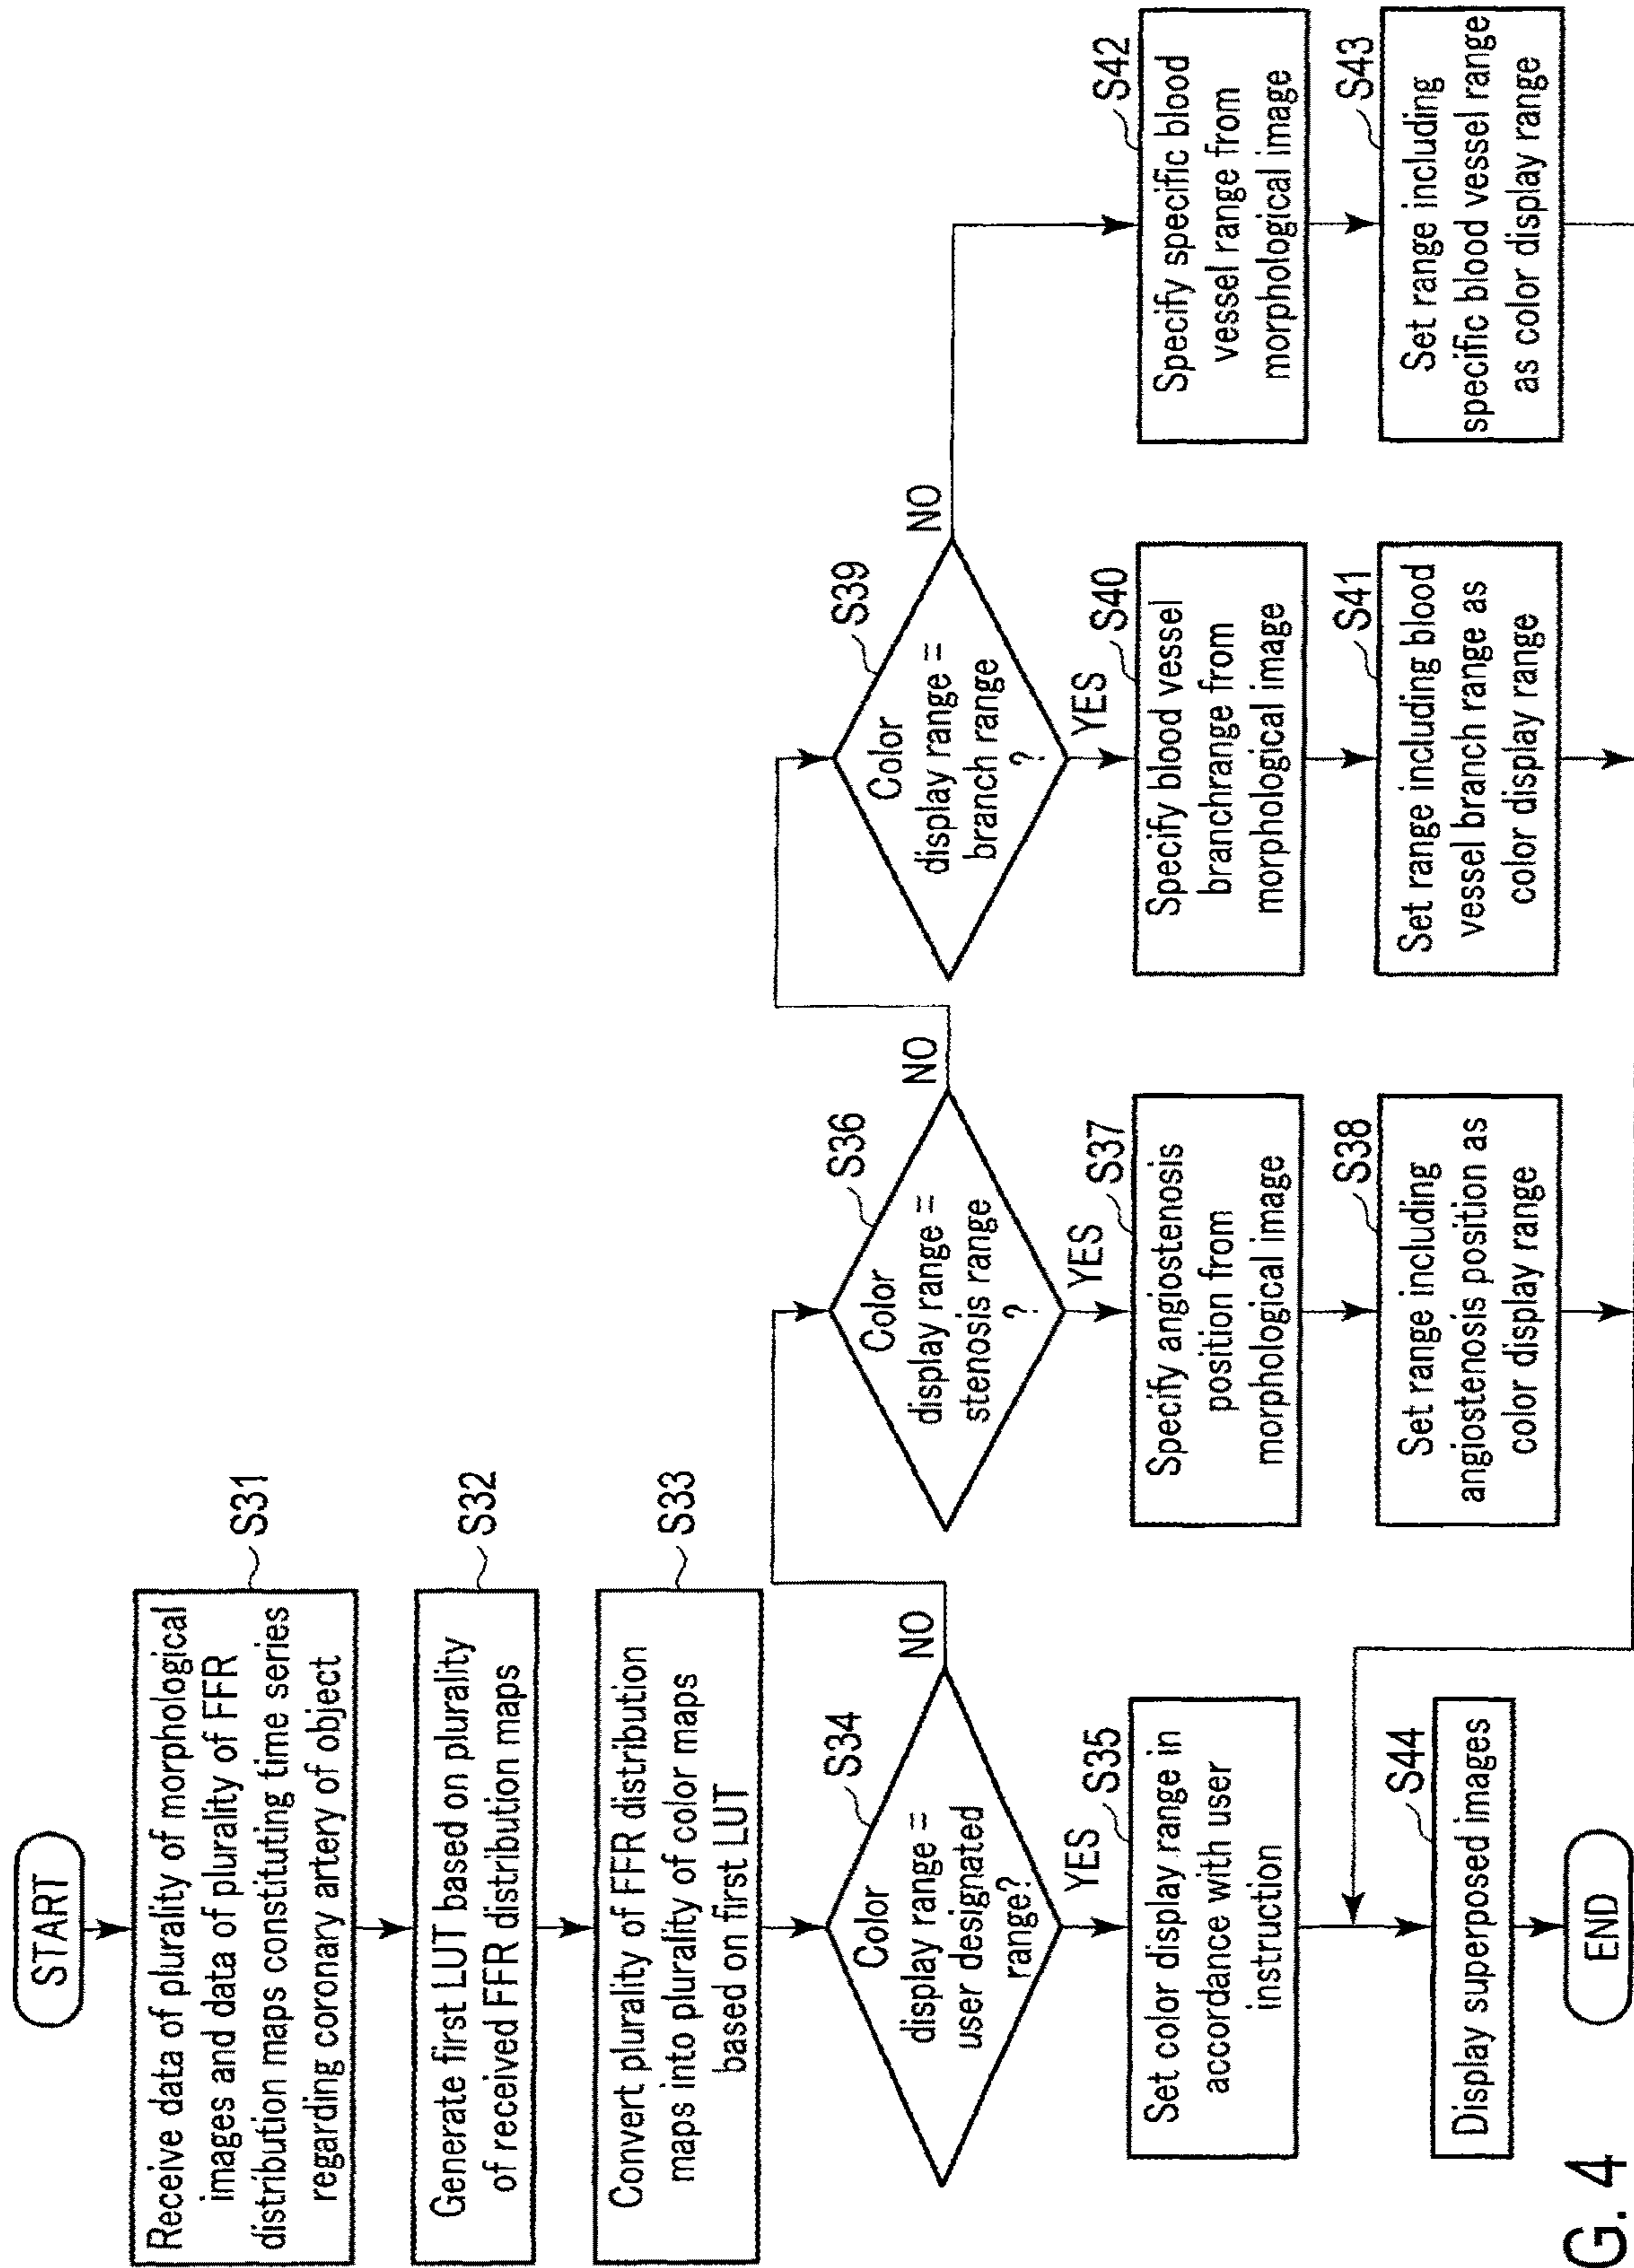 START
S31
Receive data of plurality of morphological
images and data of plurality of FFR
distribution maps constituting time series
regarding coronary artery of object
S32
Generate first LUT based on plurality
of received FFR distribution maps
S33
Convert plurality of FFR distribution
maps into plurality of color maps
based on first LUT
S34
Color
display range =
user designated
range?
NO
YES
S35
Set color display range in
accordance with user
instruction
S36
Color
display range =
stenosis range
?
NO
YES
S37
Specify angiostenosis
position from
morphological image
S38
Set range including
angiostenosis position as
color display range
S39
Color
display range =
branch range
?
NO
YES
S40
Specify blood vessel
branchrange from
morphological image
S41
Set range including blood
vessel branch range as
color display range
S42
Specify specific blood
vessel range from
morphological image
S43
Set range including
specific blood vessel range
as color display range
S44
Display superposed images
END
G. 4